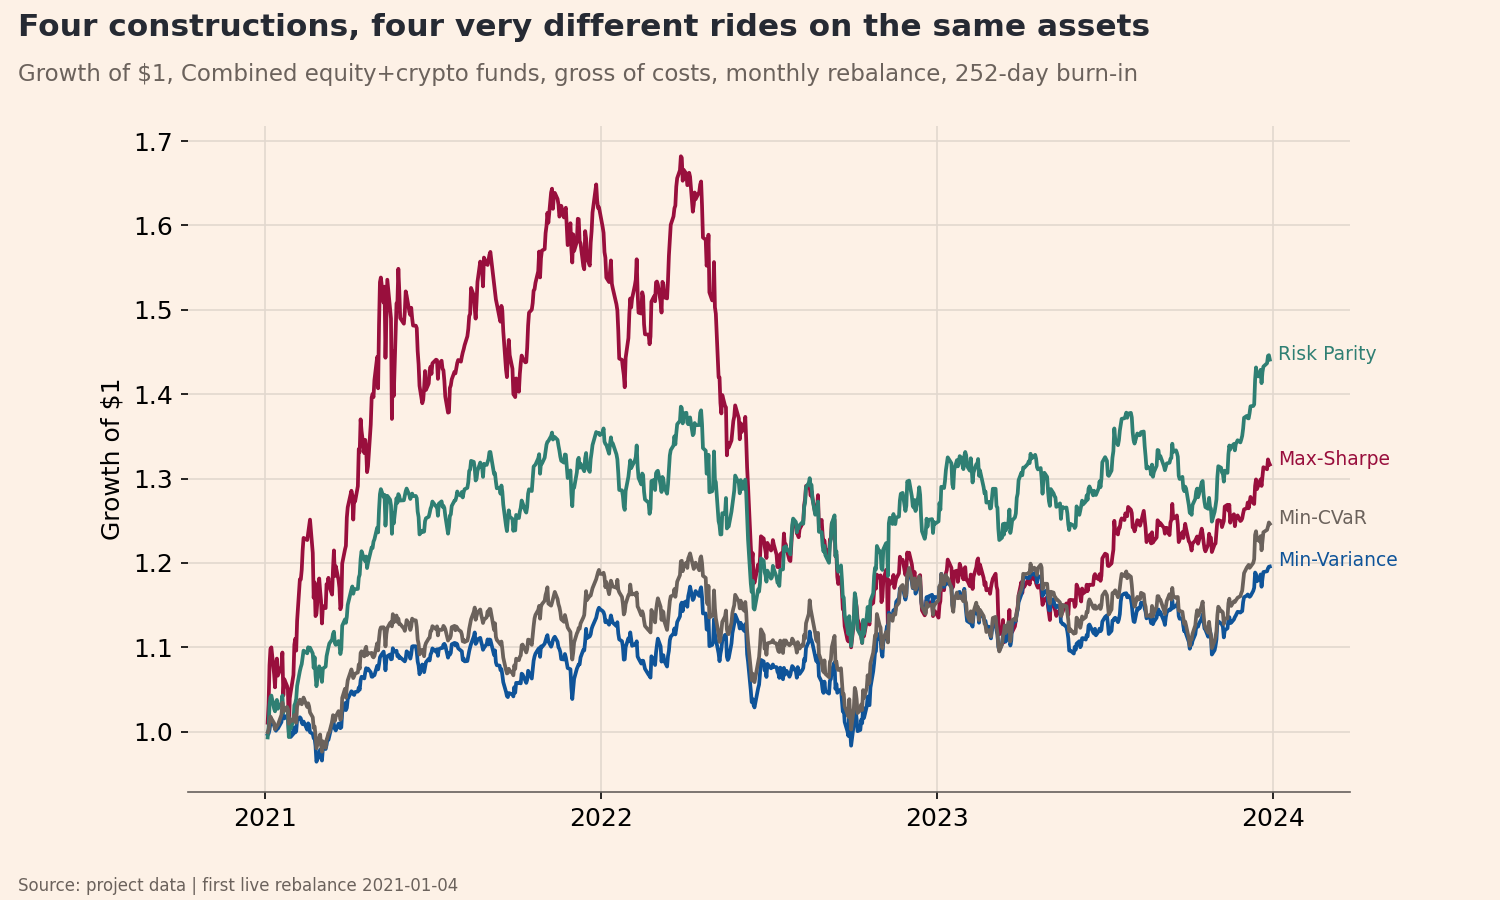 Four constructions, four very different rides on the same assets
Growth of $1, Combined equity+crypto funds, gross of costs, monthly rebalance, 252-day burn-in
1.7
1.6
1.5
1.4
1.3
1.2
1.1
1.0
Growth of $1
Risk Parity
Max-Sharpe
Min-CVaR
Min-Variance
2021
2022
2023
2024
Source: project data | first live rebalance 2021-01-04